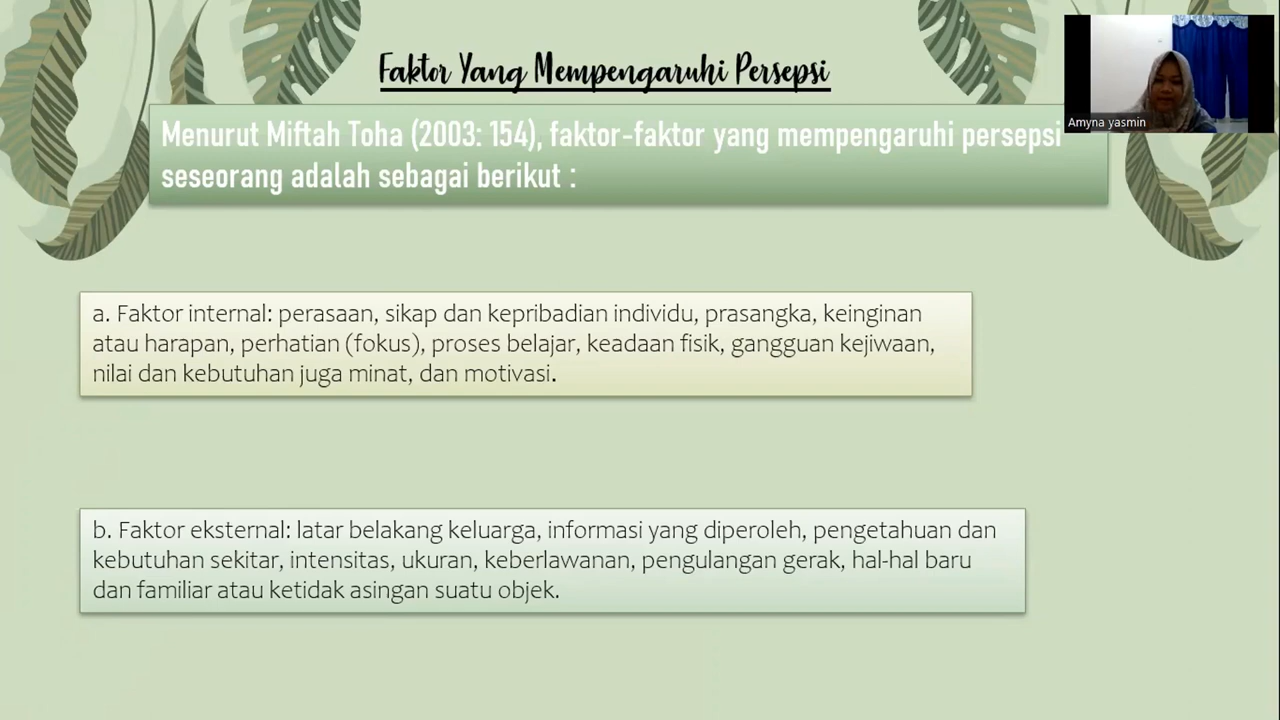 Faktor Yang Mempengaruhi Persepsi
Amyna yasmin
Menurut Miftah Toha (2003: 154), faktor-faktor yang mempengaruhi persepsi
seseorang adalah sebagai berikut :
a. Faktor internal: perasaan, sikap dan kepribadian individu, prasangka, keinginan
atau harapan, perhatian (fokus), proses belajar, keadaan fisik, gangguan kejiwaan,
nilai dan kebutuhan juga minat, dan motivasi.
b. Faktor eksternal: latar belakang keluarga, informasi yang diperoleh, pengetahuan dan
kebutuhan sekitar, intensitas, ukuran, keberlawanan, pengulangan gerak, hal-hal baru
dan familiar atau ketidak asingan suatu objek.